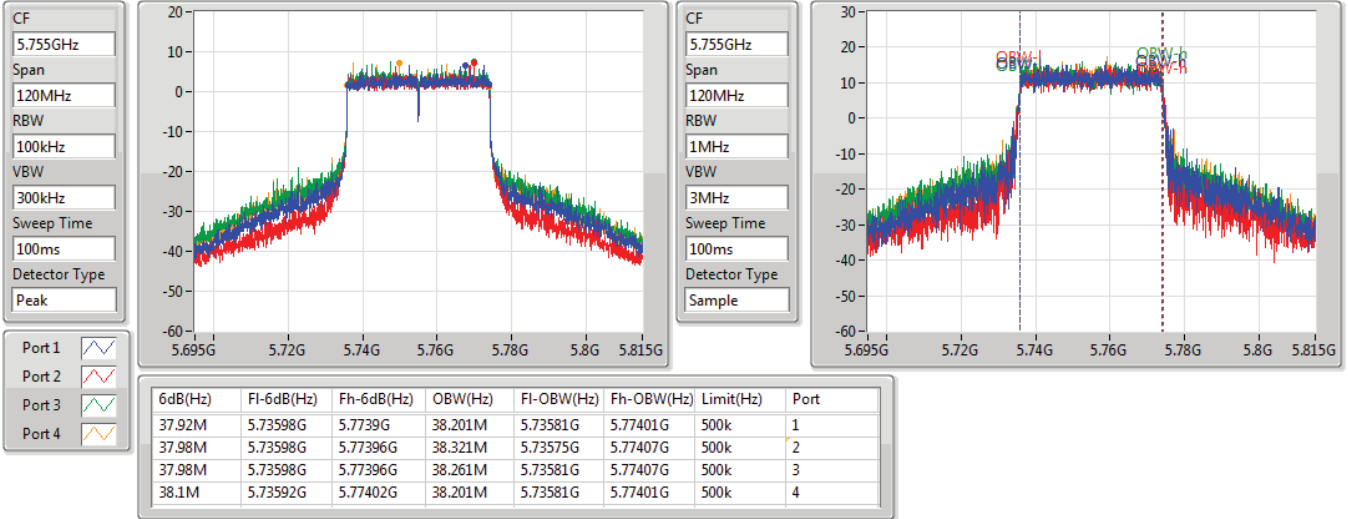 CF
5.755GHz
Span
120MHz
RBW
100kHz
VBW
300kHz
Sweep Time
100ms
Detector Type
Peak
20
10
0
-10
-20
-30
-40
-50
-60
5.695G 5.72G 5.74G 5.76G 5.78G 5.8G 5.815G
CF
5.755GHz
Span
120MHz
RBW
1MHz
VBW
3MHz
Sweep Time
100ms
Detector Type
Sample
30
20
10
0
-10
-20
-30
-40
-50
-60
OBW-l
OBW-h
OBW-h
5.695G 5.72G 5.74G 5.76G 5.78G 5.8G 5.815G
Port 1
Port 2
Port 3
Port 4
6dB(Hz) Fl-6dB(Hz) Fh-6dB(Hz) OBW(Hz) Fl-OBW(Hz) Fh-OBW(Hz) Limit(Hz) Port
37.92M 5.73598G 5.7739G 38.201M 5.73581G 5.77401G 500k 1
37.98M 5.73598G 5.77396G 38.321M 5.73575G 5.77407G 500k 2
37.98M 5.73598G 5.77396G 38.261M 5.73581G 5.77407G 500k 3
38.1M 5.73592G 5.77402G 38.201M 5.73581G 5.77401G 500k 4